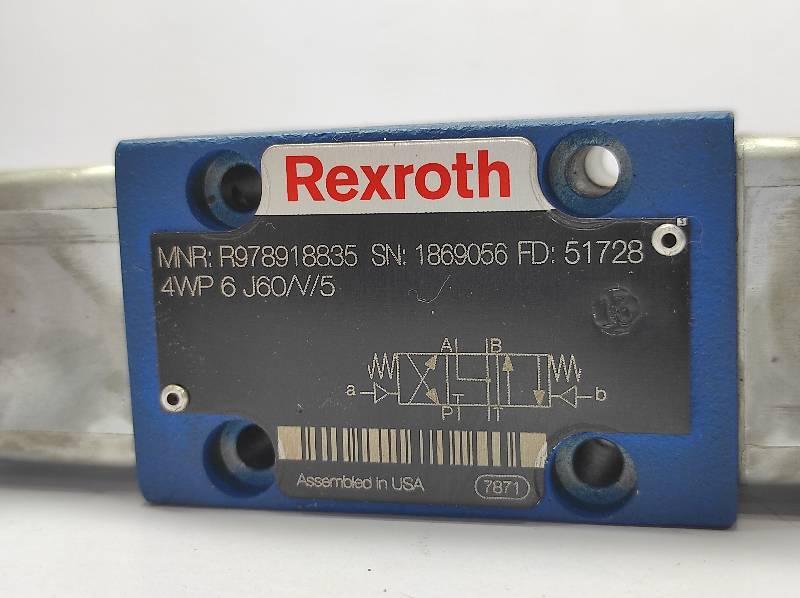 Rexroth
MNR: R978918835 SN: 1869056 FD: 51728
4WP 6 J60/V/5
A B
a b
P T
Assembled in USA 7871